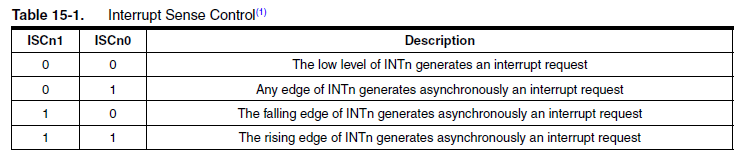 Table 15-1. Interrupt Sense Control(1)
ISCn1 ISCn0 Description
0 0 The low level of INTn generates an interrupt request
0 1 Any edge of INTn generates asynchronously an interrupt request
1 0 The falling edge of INTn generates asynchronously an interrupt request
1 1 The rising edge of INTn generates asynchronously an interrupt request